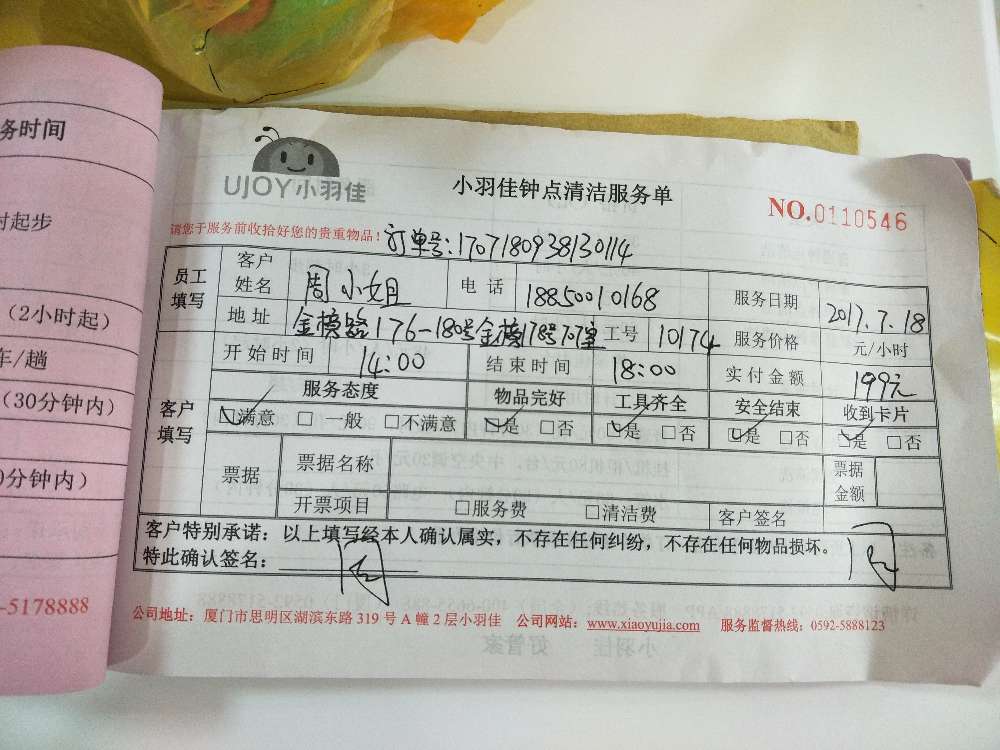 务时间
时起步
(2小时起)
年/趟
(30分钟内)
0分钟内)
-5178888
UJOY小羽佳
小羽佳钟点清洁服务单
NO.0110546
请您于服务前收拾好您的贵重物品!
订单号:1707180938130114
员工填写 客户姓名 周小姐 电话 18850010168 服务日期 2017.7.18
地址 金榜路176-180号金榜178号707室 工号 10174 服务价格 元/小时
开始时间 14:00 结束时间 18:00 实付金额 199元
客户填写 服务态度 物品完好 工具齐全 安全结束 收到卡片
☑满意 □一般 □不满意 ☑是 □否 ☑是 □否 ☑是 □否 ☑是 □否
票据 票据名称 票据金额
开票项目 □服务费 □清洁费 客户签名
客户特别承诺:以上填写经本人确认属实,不存在任何纠纷,不存在任何物品损坏。
特此确认签名:
公司地址:厦门市思明区湖滨东路 319 号 A 幢 2 层小羽佳 公司网站:www.xiaoyujia.com 服务监督热线:0592-5888123